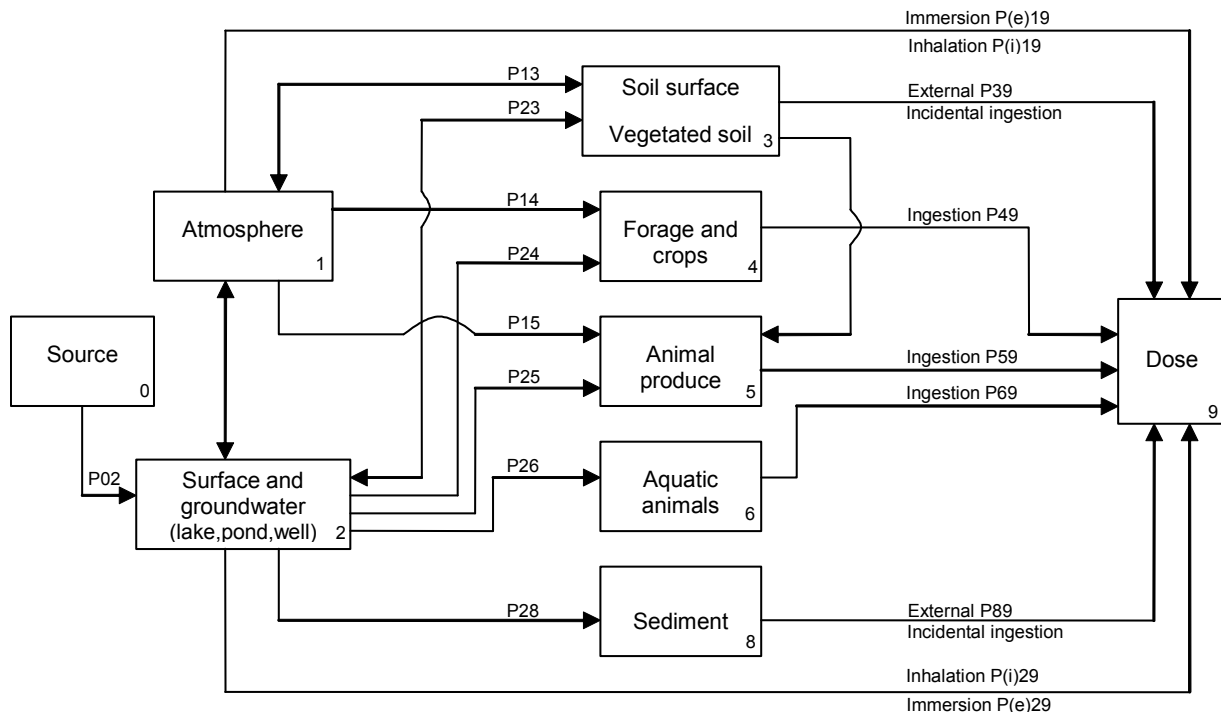 Immersion P(e)19
Inhalation P(i)19
P13
Soil surface
Vegetated soil
3
External P39
Incidental ingestion
P23
Atmosphere
1
P14
Forage and
crops
4
Ingestion P49
P24
Source
0
P15
Animal
produce
5
Ingestion P59
P25
Dose
9
Ingestion P69
P02
Surface and
groundwater
(lake,pond,well)
2
P26
Aquatic
animals
6
P28
Sediment
8
External P89
Incidental ingestion
Inhalation P(i)29
Immersion P(e)29